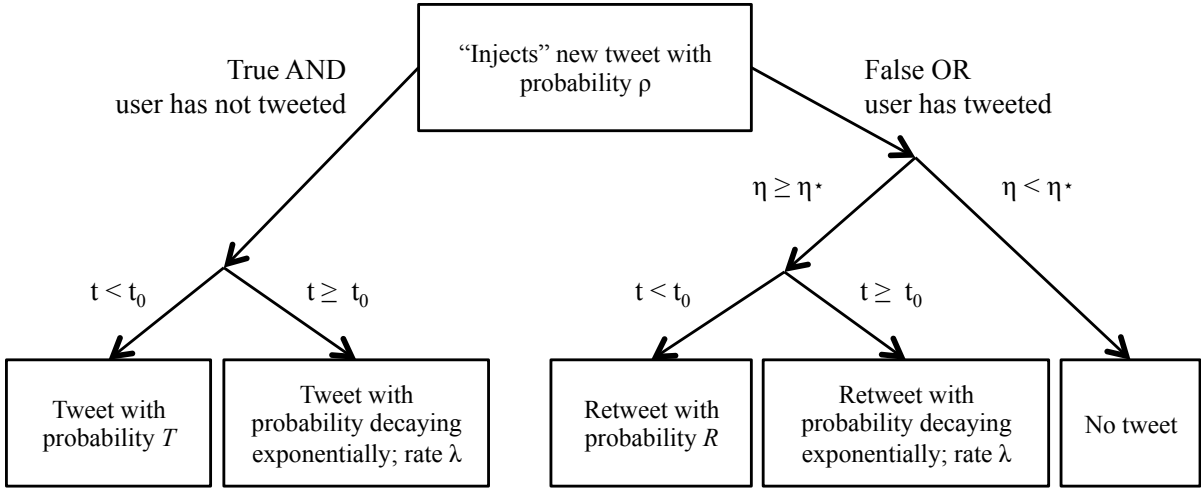 “Injects” new tweet with
probability ρ
True AND
user has not tweeted
False OR
user has tweeted
η ≥ η⋆
η < η⋆
t < t₀
t ≥ t₀
t < t₀
t ≥ t₀
Tweet with
probability T
Tweet with
probability decaying
exponentially; rate λ
Retweet with
probability R
Retweet with
probability decaying
exponentially; rate λ
No tweet